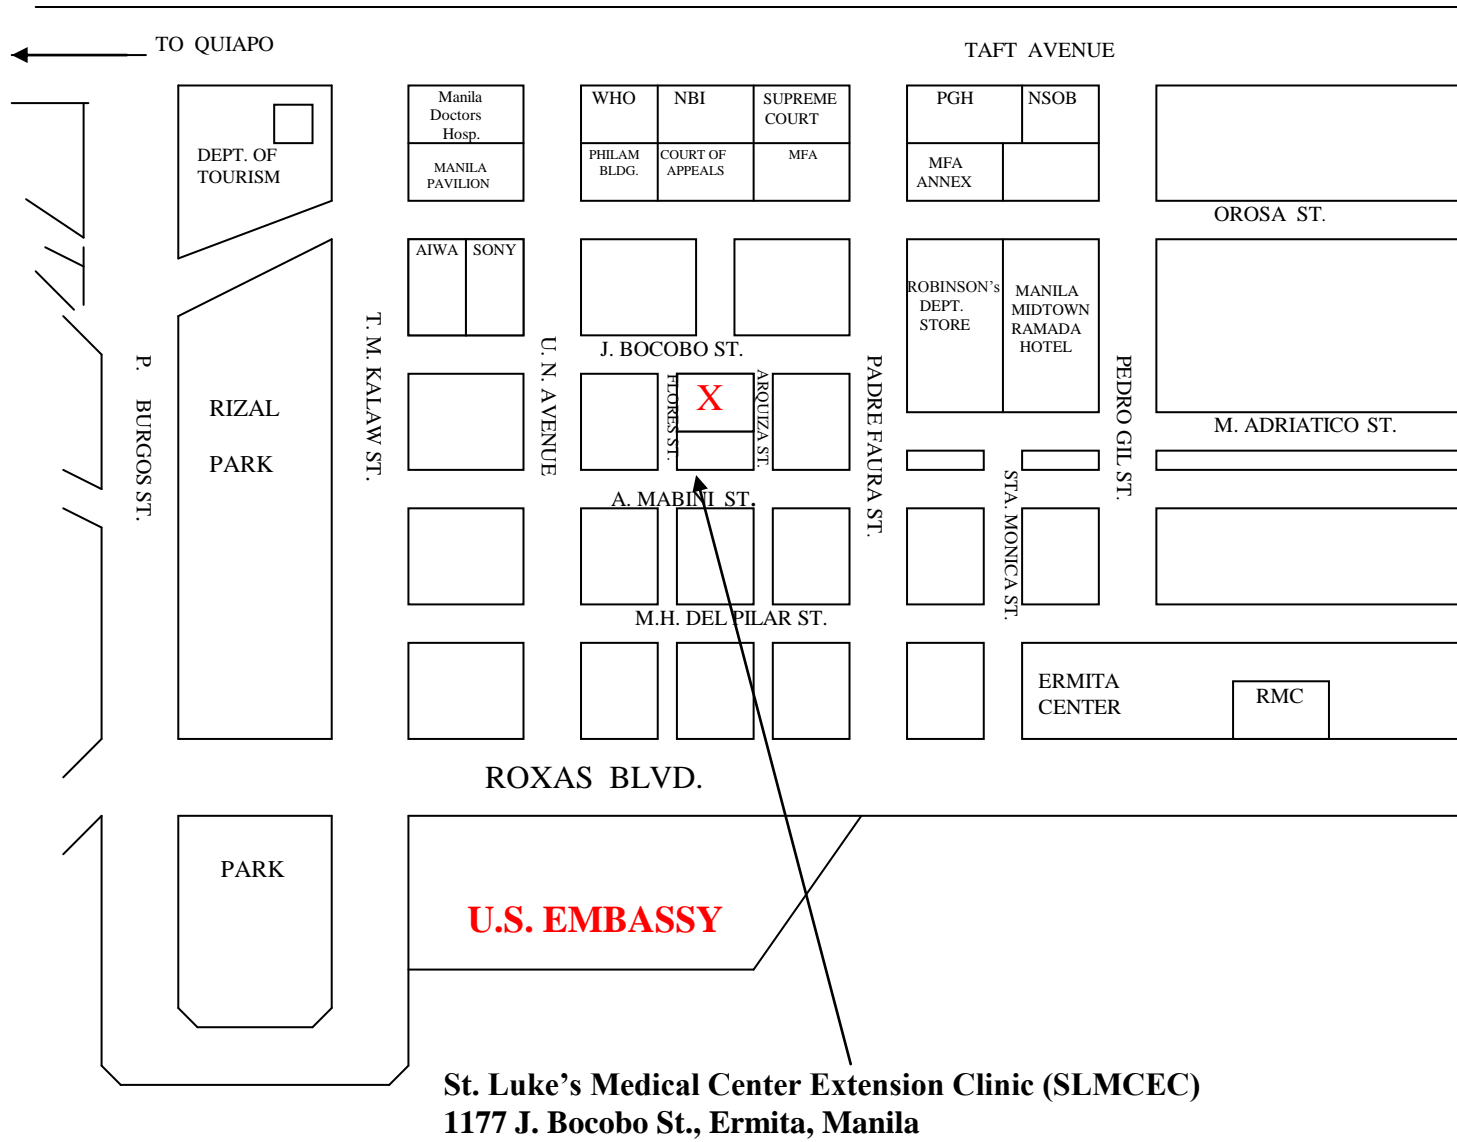 TO QUIAPO
TAFT AVENUE
Manila
Doctors
Hosp.
WHO
NBI
SUPREME
COURT
PGH
NSOB
DEPT. OF
TOURISM
MANILA
PAVILION
PHILAM
BLDG.
COURT OF
APPEALS
MFA
MFA
ANNEX
OROSA ST.
AIWA
SONY
ROBINSON's
DEPT.
STORE
MANILA
MIDTOWN
RAMADA
HOTEL
J. BOCOBO ST.
P. BURGOS ST.
RIZAL
PARK
T. M. KALAW ST.
U. N. AVENUE
FLORES ST.
X
ARQUIZA ST.
PADRE FAURA ST.
PEDRO GIL ST.
M. ADRIATICO ST.
A. MABINI ST.
STA. MONICA ST.
M.H. DEL PILAR ST.
ERMITA
CENTER
RMC
ROXAS BLVD.
PARK
U.S. EMBASSY
St. Luke's Medical Center Extension Clinic (SLMCEC)
1177 J. Bocobo St., Ermita, Manila